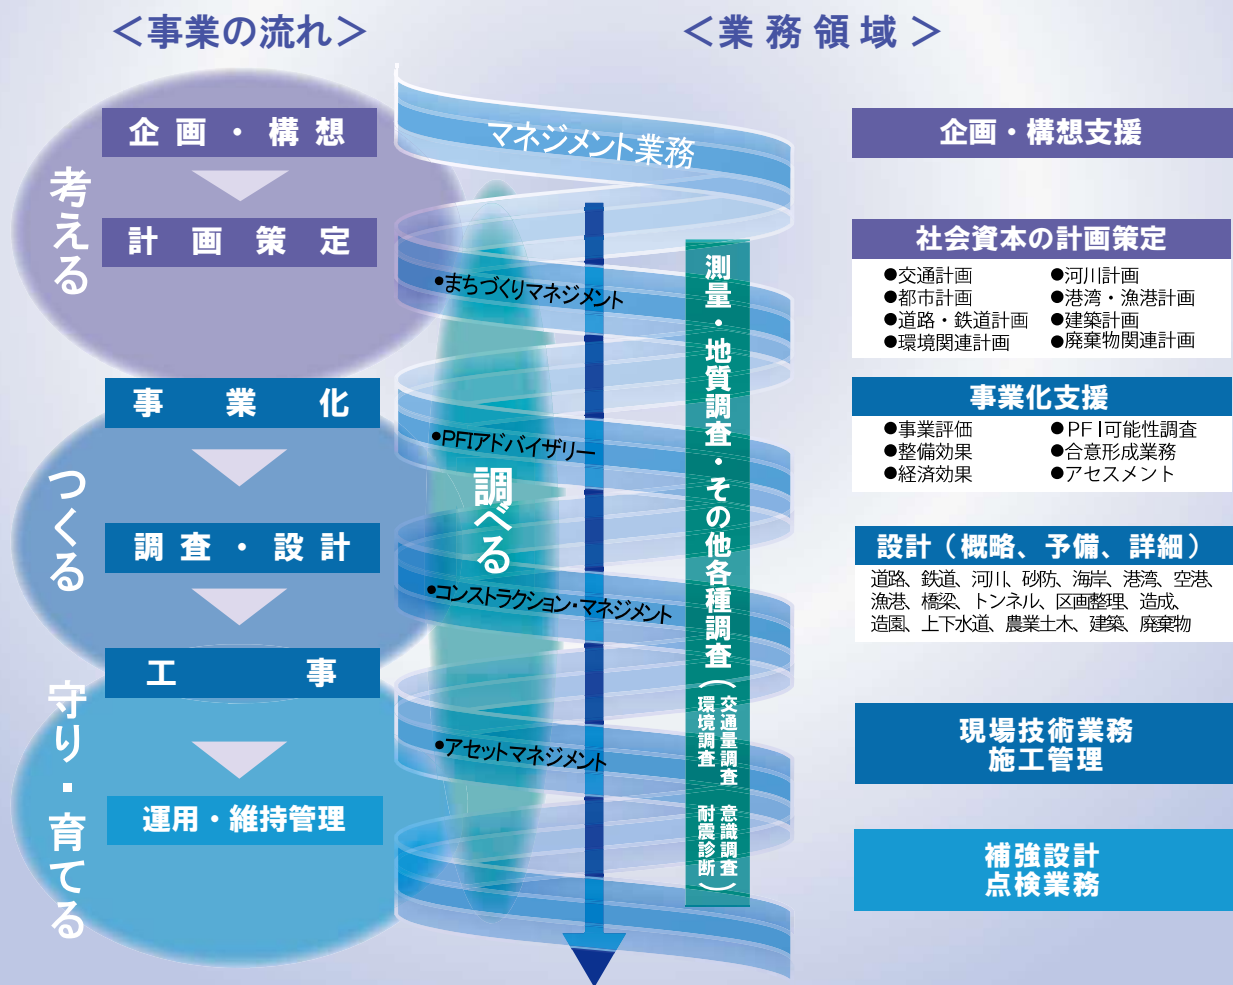 ＜事業の流れ＞
考える
企画・構想
計画策定
つくる
事業化
調査・設計
工事
守り・育てる
運用・維持管理
＜業務領域＞
マネジメント業務
●まちづくりマネジメント
●PFIアドバイザリー
調べる
●コンストラクション・マネジメント
●アセットマネジメント
測量・地質調査・その他各種調査
（交通量調査　意識調査
環境調査　耐震診断）
企画・構想支援
社会資本の計画策定
●交通計画
●都市計画
●道路・鉄道計画
●環境関連計画
●河川計画
●港湾・漁港計画
●建築計画
●廃棄物関連計画
事業化支援
●事業評価
●整備効果
●経済効果
●PFI可能性調査
●合意形成業務
●アセスメント
設計（概略、予備、詳細）
道路、鉄道、河川、砂防、海岸、港湾、空港、
漁港、橋梁、トンネル、区画整理、造成、
造園、上下水道、農業土木、建築、廃棄物
現場技術業務
施工管理
補強設計
点検業務